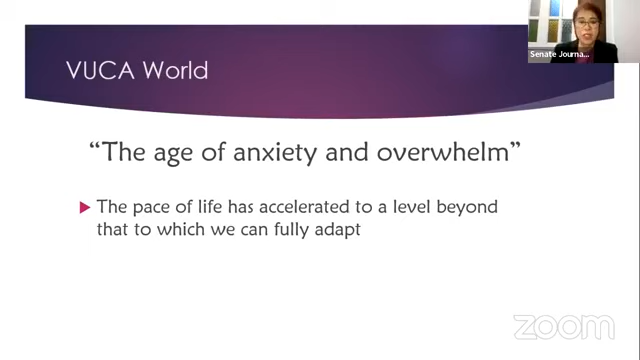 VUCA World
Senate Journa...
"The age of anxiety and overwhelm"
The pace of life has accelerated to a level beyond
that to which we can fully adapt
zoom